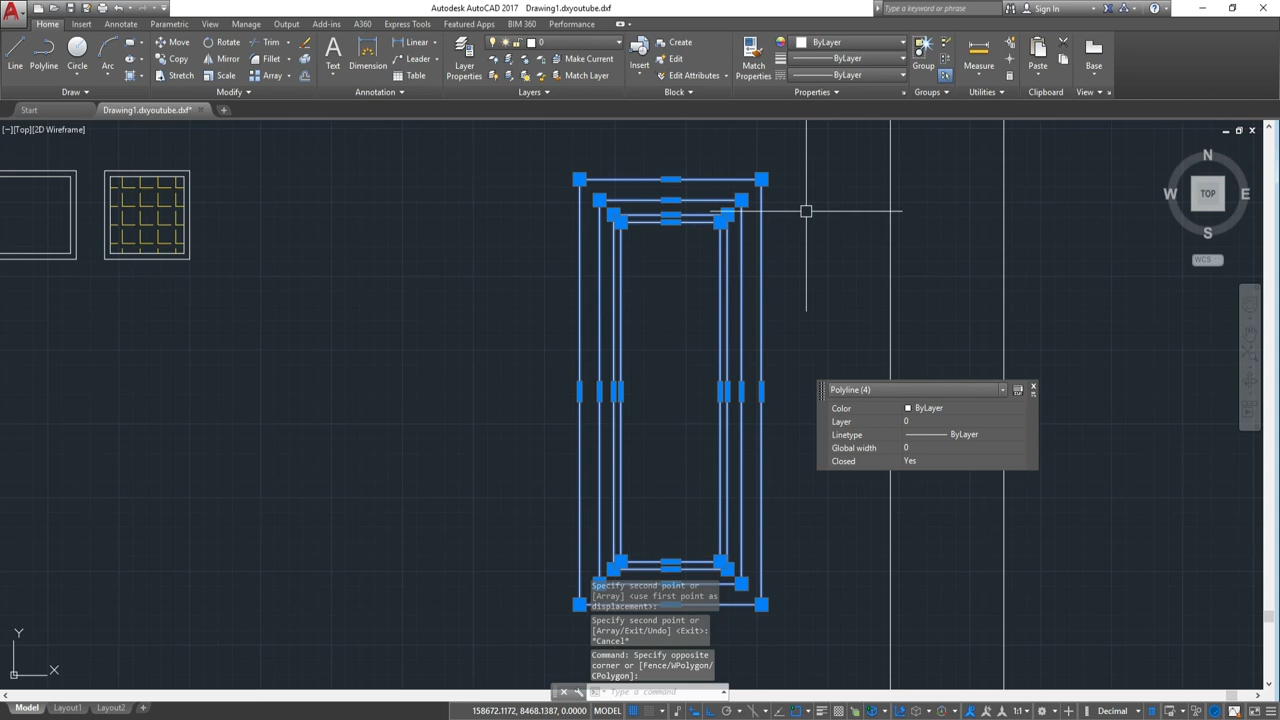 Autodesk AutoCAD 2017 Drawing1.dxyoutube.dxf
Type a keyword or phrase
Sign In
Home Insert Annotate Parametric View Manage Output Add-ins A360 Express Tools Featured Apps BIM 360 Performance
Line Polyline Circle Arc
Move Rotate Trim
Copy Mirror Fillet
Stretch Scale Array
Text Dimension
Linear
Leader
Table
Layer Properties
0
Make Current
Match Layer
Insert
Create
Edit
Edit Attributes
Match Properties
ByLayer
ByLayer
ByLayer
Group
Measure
Paste
Base
Draw Modify Annotation Layers Block Properties Groups Utilities Clipboard View
Start Drawing1.dxyoutube.dxf*
[−][Top][2D Wireframe]
N
W TOP E
S
WCS
Polyline (4)
Color ByLayer
Layer 0
Linetype ByLayer
Global width 0
Closed Yes
Specify second point or
[Array] <use first point as
displacement>:
Specify second point or
[Array/Exit/Undo] <Exit>:
*Cancel*
Command: Specify opposite
corner or [Fence/WPolygon/
CPolygon]:
Type a command
Y
X
Model Layout1 Layout2
158672.1172, 8468.1387, 0.0000 MODEL 1:1 Decimal